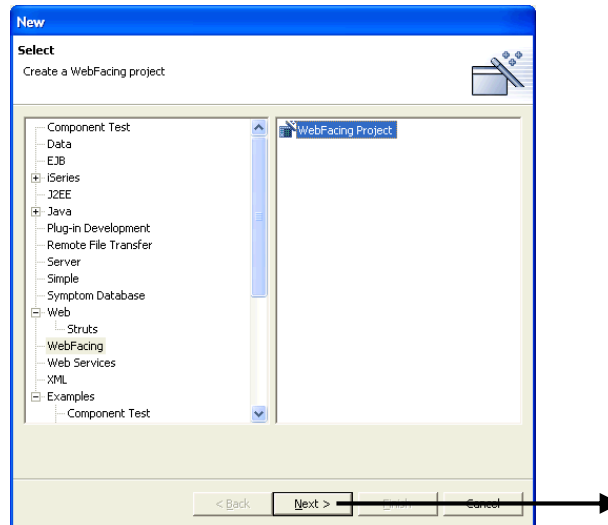 New
Select
Create a WebFacing project
Component Test
Data
EJB
iSeries
J2EE
Java
Plug-in Development
Remote File Transfer
Server
Simple
Symptom Database
Web
Struts
WebFacing
Web Services
XML
Examples
Component Test
WebFacing Project
< Back
Next >
Finish
Cancel